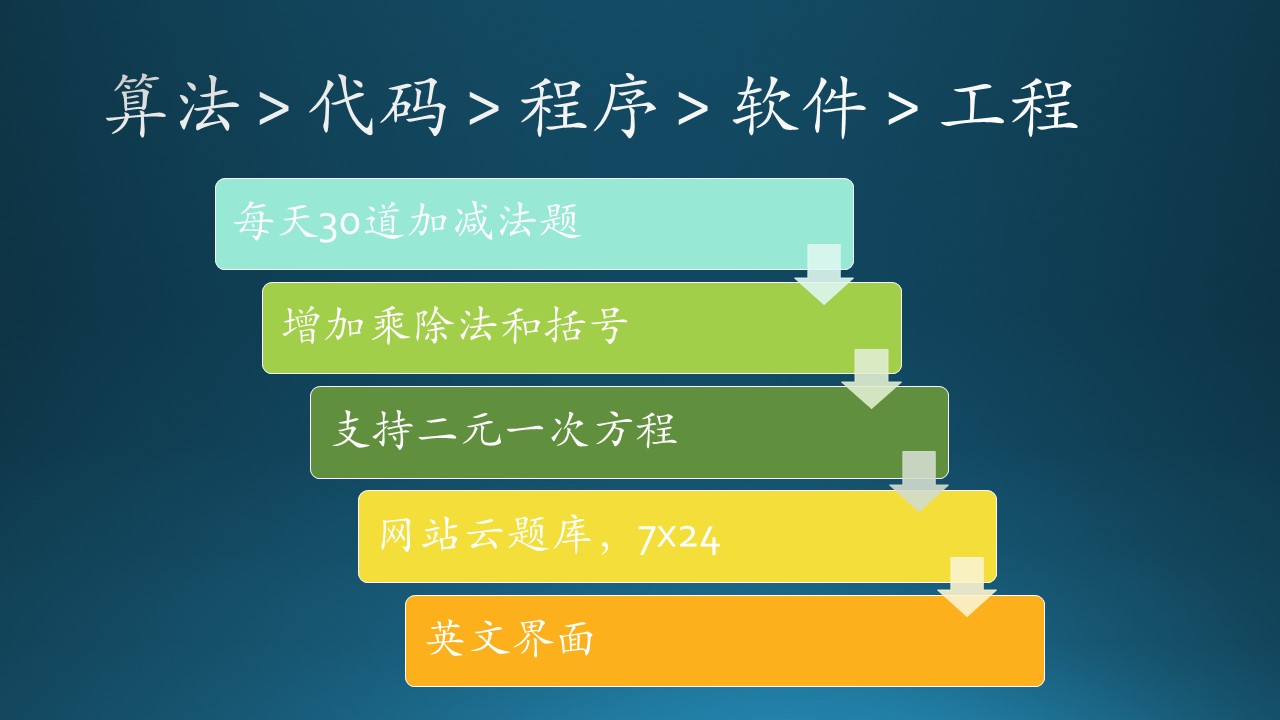 算法 > 代码 > 程序 > 软件 > 工程
每天30道加减法题
增加乘除法和括号
支持二元一次方程
网站云题库，7x24
英文界面